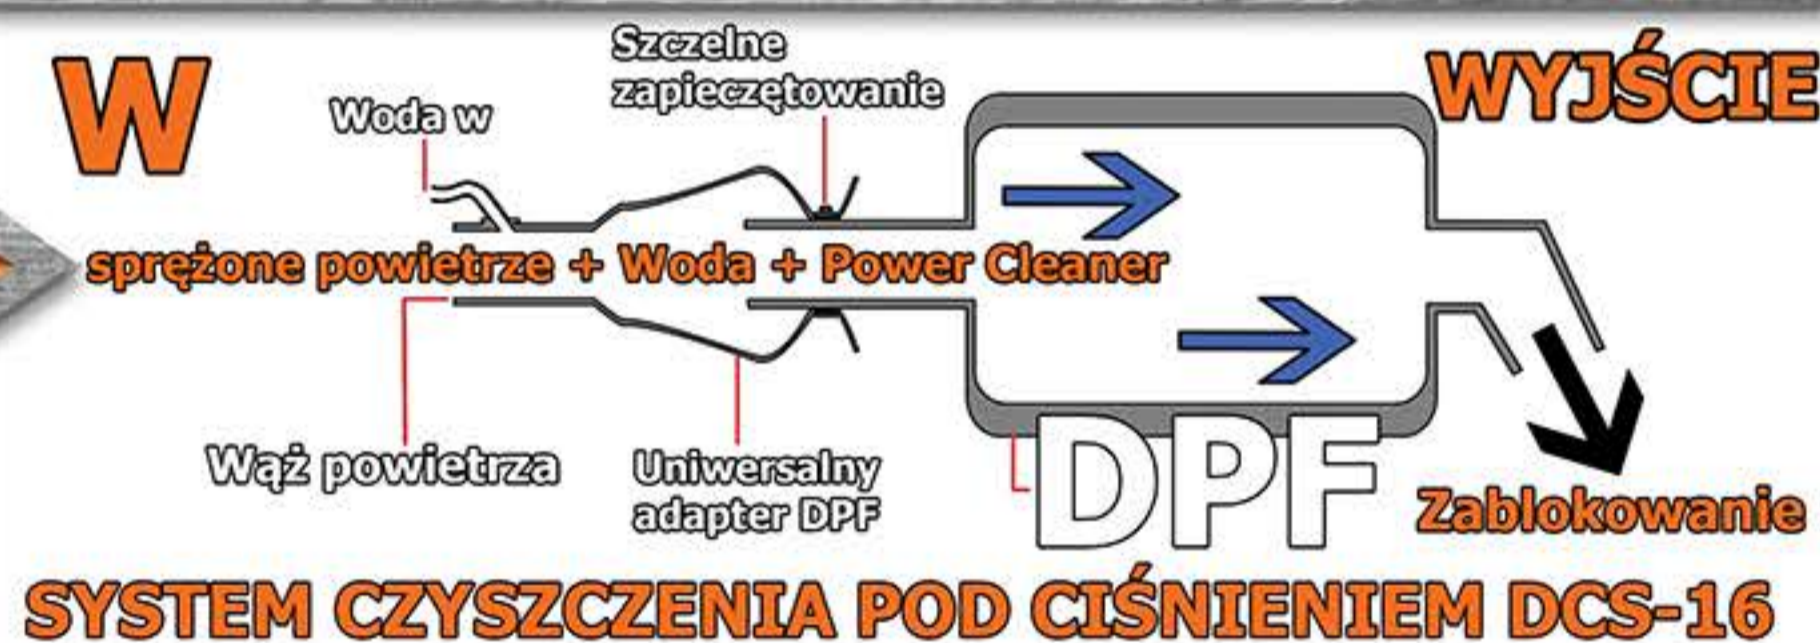 W
Woda w
Szczelne
zapieczętowanie
WYJŚCIE
sprężone powietrze + Woda + Power Cleaner
Wąż powietrza
Uniwersalny
adapter DPF
DPF
Zablokowanie
SYSTEM CZYSZCZENIA POD CIŚNIENIEM DCS-16